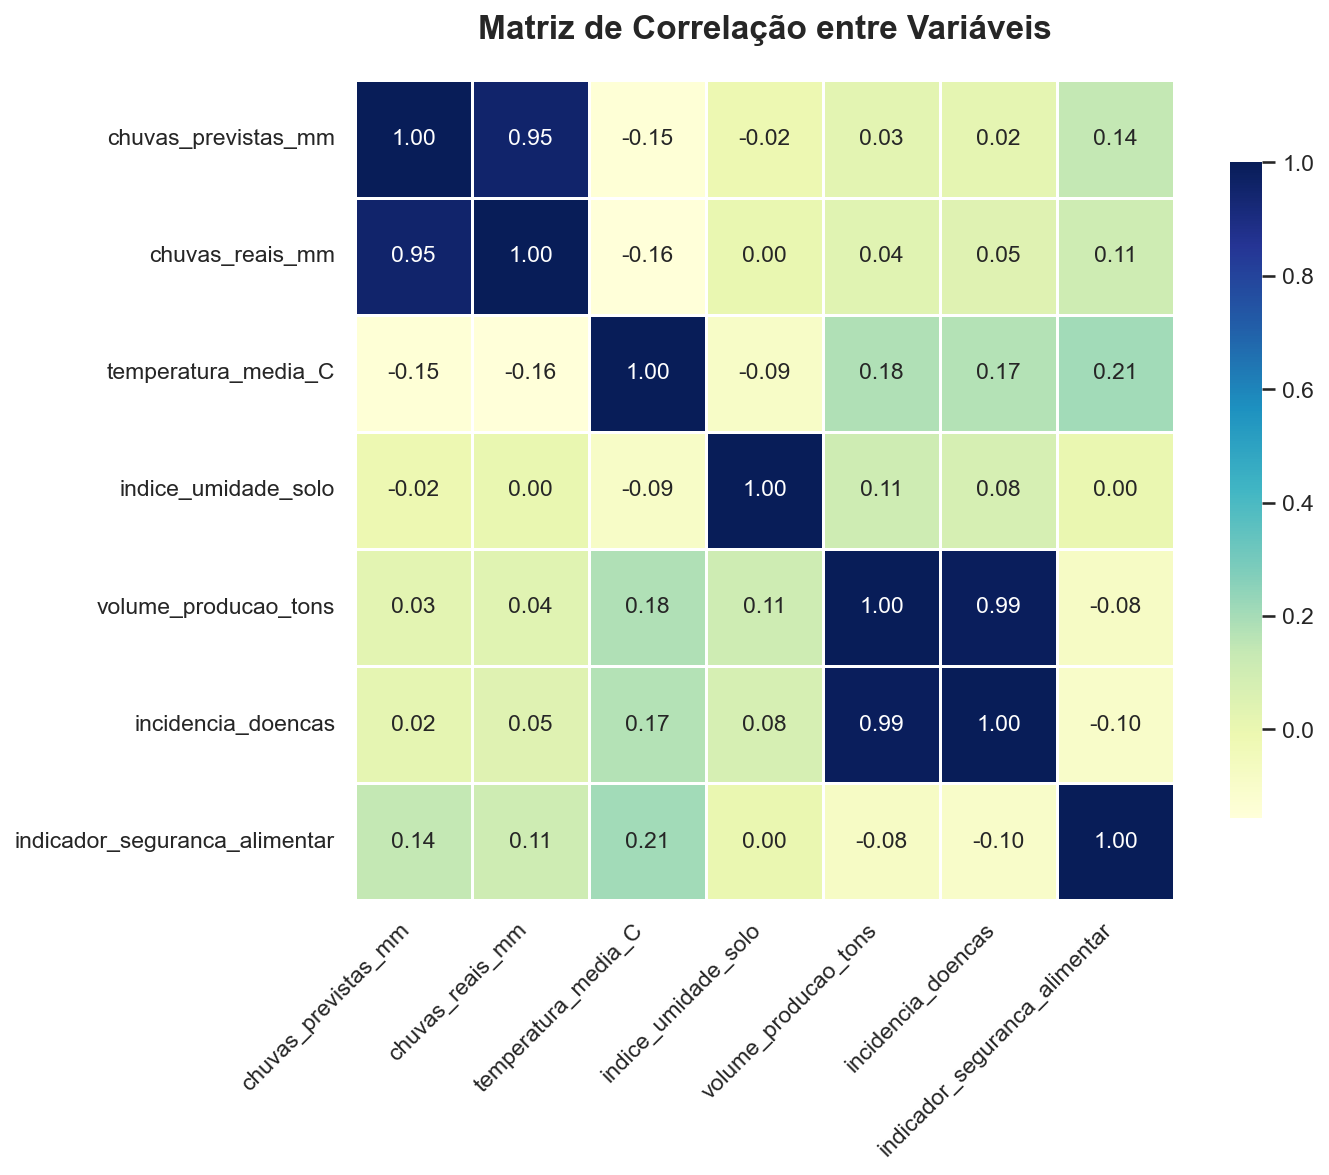 Matriz de Correlação entre Variáveis
chuvas_previstas_mm 1.00 0.95 -0.15 -0.02 0.03 0.02 0.14
chuvas_reais_mm 0.95 1.00 -0.16 0.00 0.04 0.05 0.11
temperatura_media_C -0.15 -0.16 1.00 -0.09 0.18 0.17 0.21
indice_umidade_solo -0.02 0.00 -0.09 1.00 0.11 0.08 0.00
volume_producao_tons 0.03 0.04 0.18 0.11 1.00 0.99 -0.08
incidencia_doencas 0.02 0.05 0.17 0.08 0.99 1.00 -0.10
indicador_seguranca_alimentar 0.14 0.11 0.21 0.00 -0.08 -0.10 1.00
chuvas_previstas_mm
chuvas_reais_mm
temperatura_media_C
indice_umidade_solo
volume_producao_tons
incidencia_doencas
indicador_seguranca_alimentar
1.0
0.8
0.6
0.4
0.2
0.0